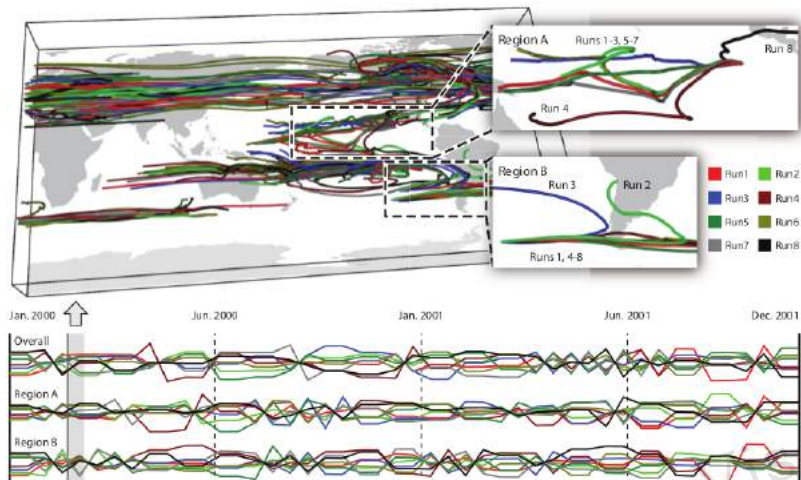 Region A
Runs 1-3, 5-7
Run 8
Run 4
Region B
Run 3
Run 2
Runs 1, 4-8
Run1
Run2
Run3
Run4
Run5
Run6
Run7
Run8
Jan. 2000
Jun. 2000
Jan. 2001
Jun. 2001
Dec. 2001
Overall
Region A
Region B